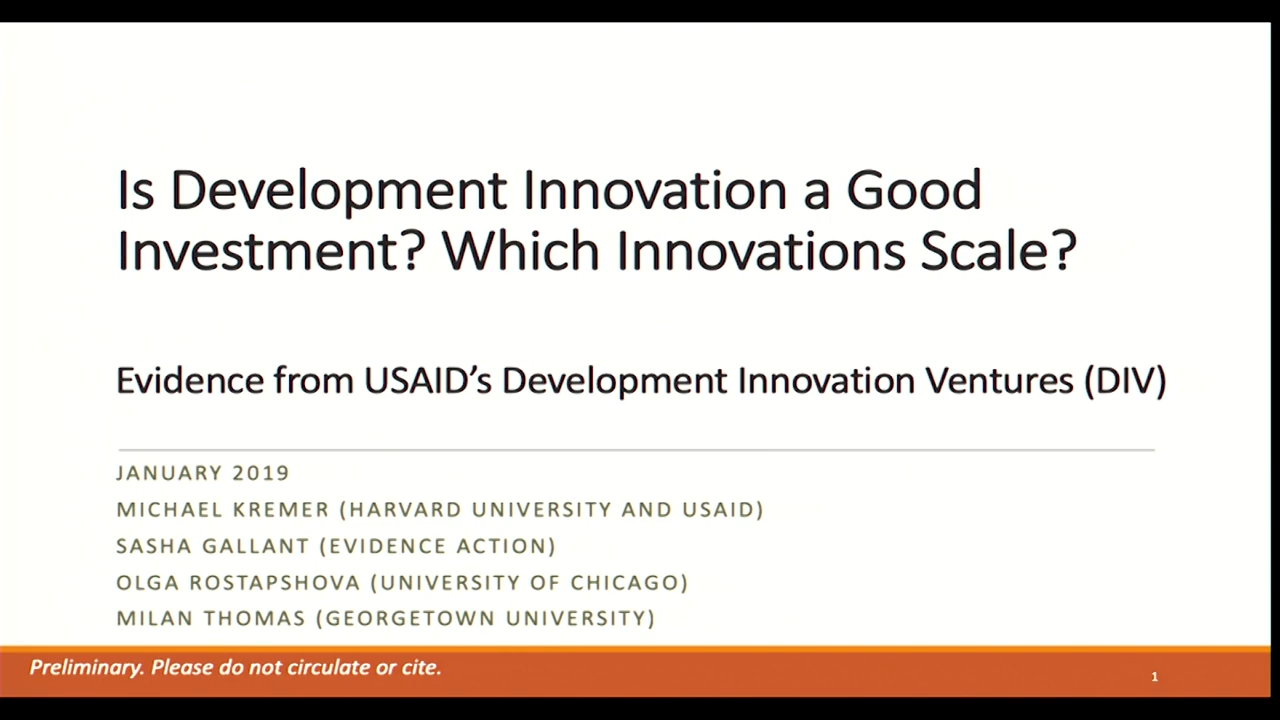 Is Development Innovation a Good
Investment? Which Innovations Scale?
Evidence from USAID's Development Innovation Ventures (DIV)
JANUARY 2019
MICHAEL KREMER (HARVARD UNIVERSITY AND USAID)
SASHA GALLANT (EVIDENCE ACTION)
OLGA ROSTAPSHOVA (UNIVERSITY OF CHICAGO)
MILAN THOMAS (GEORGETOWN UNIVERSITY)
Preliminary. Please do not circulate or cite.
1